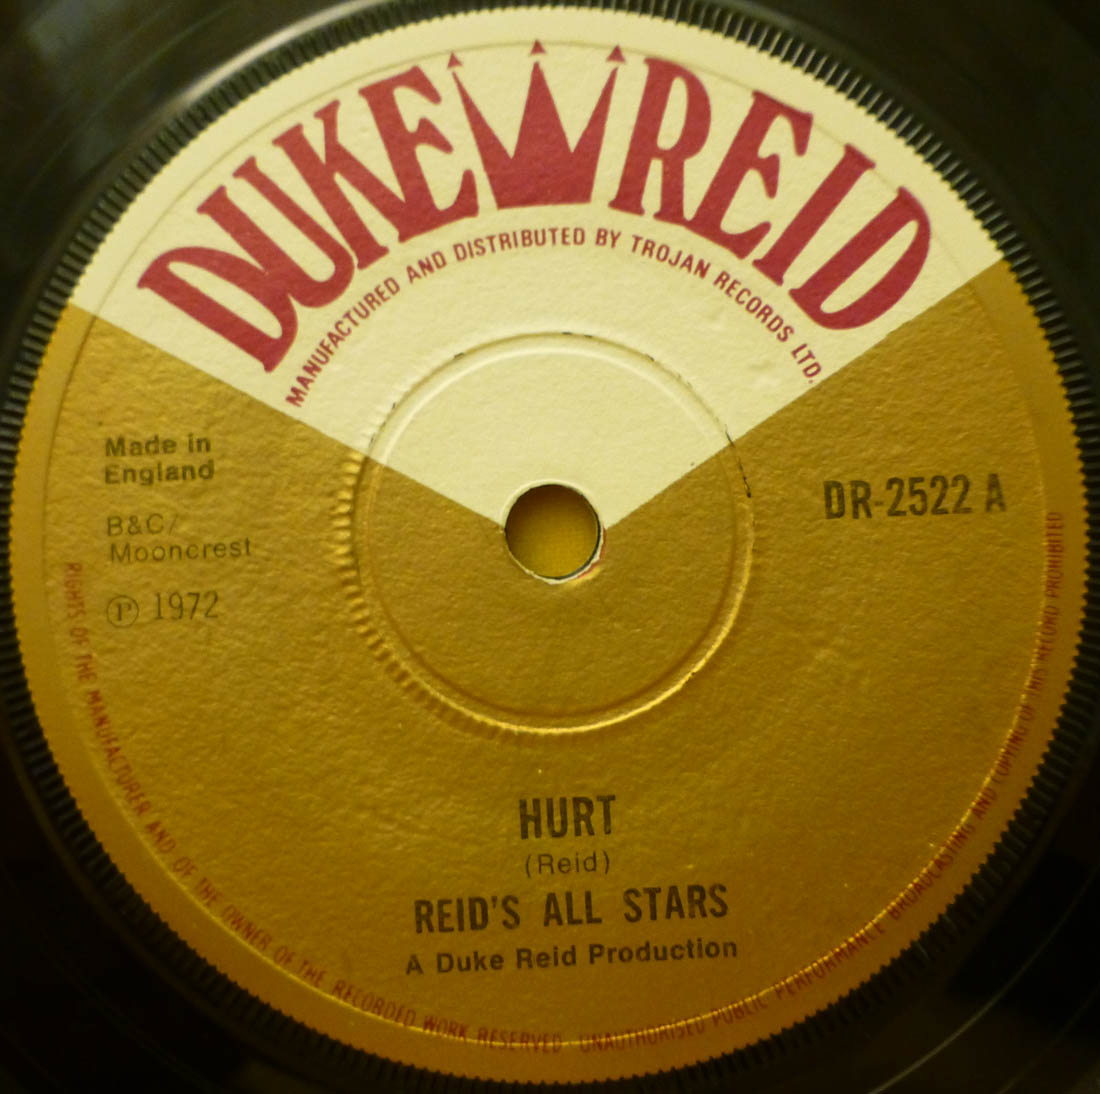 DUKE REID
MANUFACTURED AND DISTRIBUTED BY TROJAN RECORDS LTD.
Made in
England
B&C/
Mooncrest
℗ 1972
DR-2522 A
HURT
(Reid)
REID'S ALL STARS
A Duke Reid Production
RIGHTS OF THE MANUFACTURER AND OF THE OWNER OF THE RECORDED WORK RESERVED UNAUTHORISED PUBLIC PERFORMANCE BROADCASTING AND COPYING OF THIS RECORD PROHIBITED